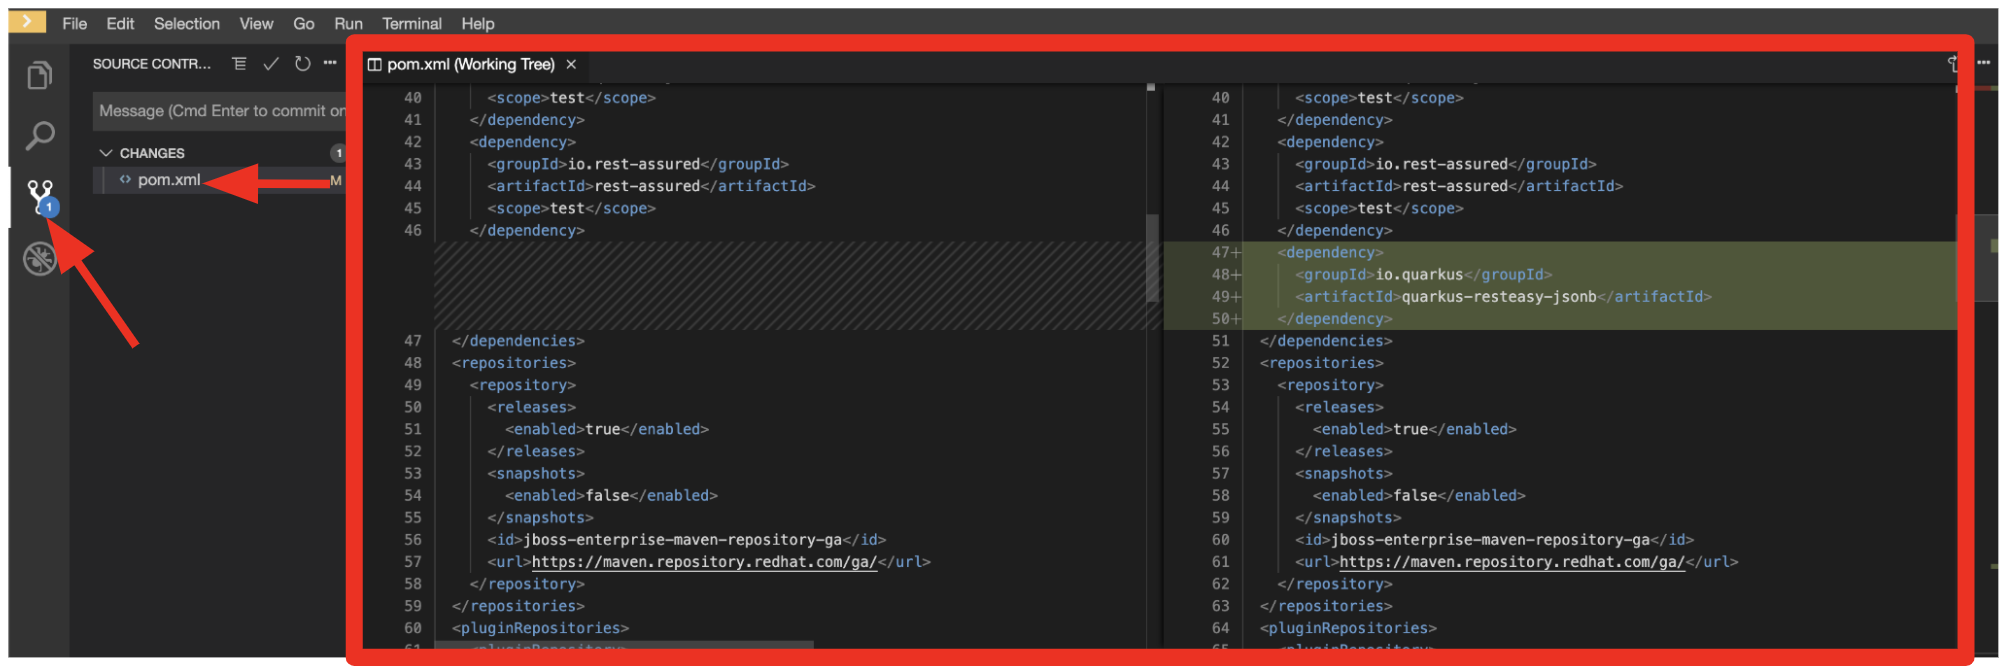 File Edit Selection View Go Run Terminal Help
SOURCE CONTR...
Message (Cmd Enter to commit on
CHANGES 1
pom.xml M
1
pom.xml (Working Tree)
40 <scope>test</scope>
41 </dependency>
42 <dependency>
43 <groupId>io.rest-assured</groupId>
44 <artifactId>rest-assured</artifactId>
45 <scope>test</scope>
46 </dependency>
47 </dependencies>
48 <repositories>
49 <repository>
50 <releases>
51 <enabled>true</enabled>
52 </releases>
53 <snapshots>
54 <enabled>false</enabled>
55 </snapshots>
56 <id>jboss-enterprise-maven-repository-ga</id>
57 <url>https://maven.repository.redhat.com/ga/</url>
58 </repository>
59 </repositories>
60 <pluginRepositories>
61 <pluginRepository>
40 <scope>test</scope>
41 </dependency>
42 <dependency>
43 <groupId>io.rest-assured</groupId>
44 <artifactId>rest-assured</artifactId>
45 <scope>test</scope>
46 </dependency>
47+ <dependency>
48+ <groupId>io.quarkus</groupId>
49+ <artifactId>quarkus-resteasy-jsonb</artifactId>
50+ </dependency>
51 </dependencies>
52 <repositories>
53 <repository>
54 <releases>
55 <enabled>true</enabled>
56 </releases>
57 <snapshots>
58 <enabled>false</enabled>
59 </snapshots>
60 <id>jboss-enterprise-maven-repository-ga</id>
61 <url>https://maven.repository.redhat.com/ga/</url>
62 </repository>
63 </repositories>
64 <pluginRepositories>
65 <pluginRepository>